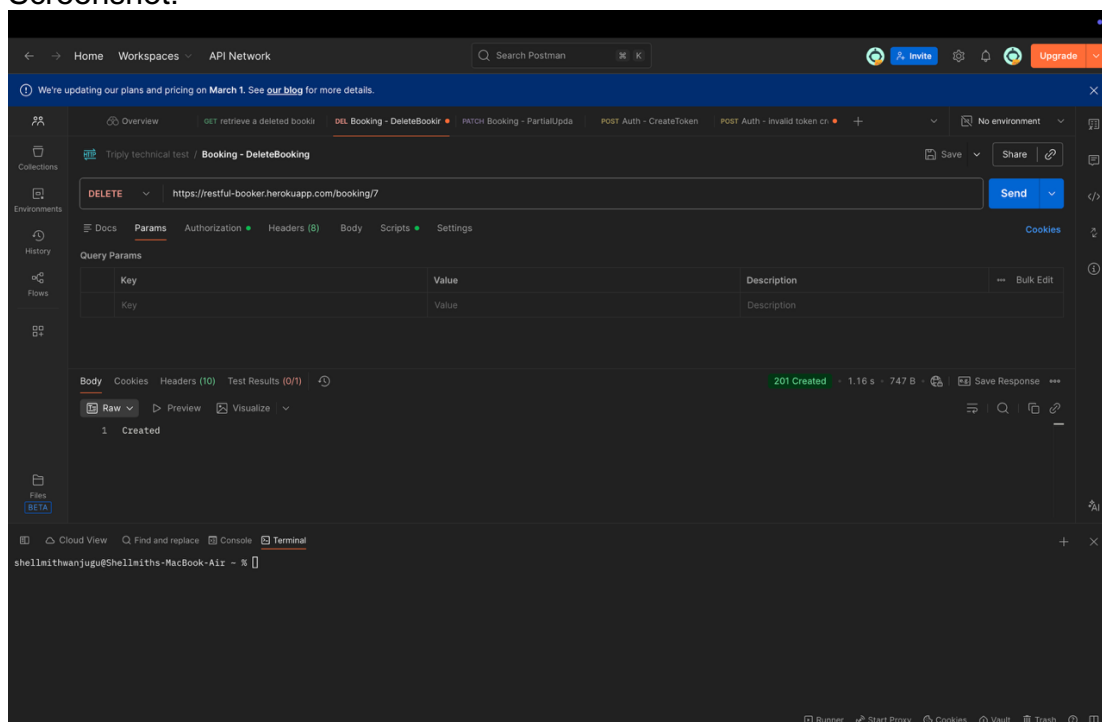 Screenshot:
Home Workspaces API Network Search Postman ⌘ K Invite Upgrade
We're updating our plans and pricing on March 1. See our blog for more details.
Overview GET retrieve a deleted bookin DEL Booking - DeleteBookin PATCH Booking - PartialUpda POST Auth - CreateToken POST Auth - invalid token cr No environment
Collections
Triply technical test / Booking - DeleteBooking Save Share
Environments
DELETE https://restful-booker.herokuapp.com/booking/7 Send
History
Docs Params Authorization Headers (8) Body Scripts Settings Cookies
Query Params
Flows
Key Value Description Bulk Edit
Key Value Description
Body Cookies Headers (10) Test Results (0/1) 201 Created 1.16 s 747 B Save Response
Raw Preview Visualize
1 Created
Files
BETA
AI
Cloud View Find and replace Console Terminal
shellmithwanjugu@Shellmiths-MacBook-Air ~ %
Runner Start Proxy Cookies Vault Trash